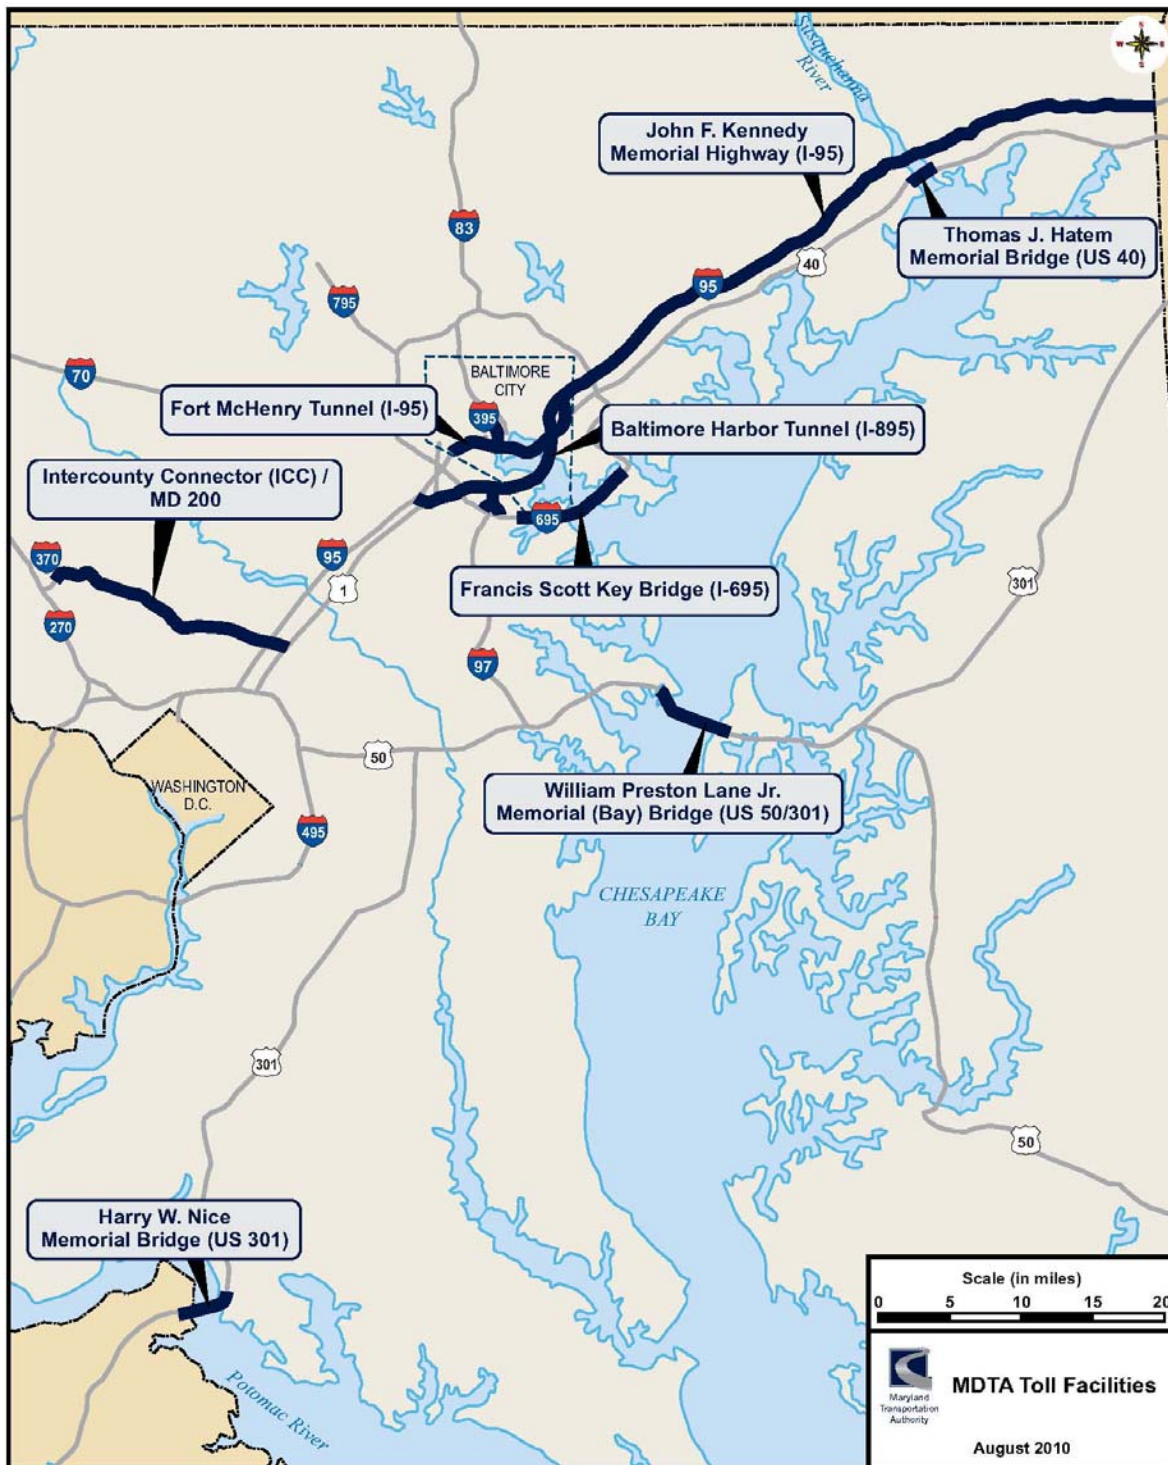 Susquehanna
River
N
W
E
S
John F. Kennedy
Memorial Highway (I-95)
83
Thomas J. Hatem
Memorial Bridge (US 40)
40
95
795
70
BALTIMORE
CITY
Fort McHenry Tunnel (I-95)
395
Baltimore Harbor Tunnel (I-895)
Intercounty Connector (ICC) /
MD 200
695
370
95
1
Francis Scott Key Bridge (I-695)
301
270
97
50
WASHINGTON
D.C.
William Preston Lane Jr.
Memorial (Bay) Bridge (US 50/301)
495
CHESAPEAKE
BAY
301
50
Harry W. Nice
Memorial Bridge (US 301)
Potomac River
Scale (in miles)
0 5 10 15 20
Maryland
Transportation
Authority
MDTA Toll Facilities
August 2010